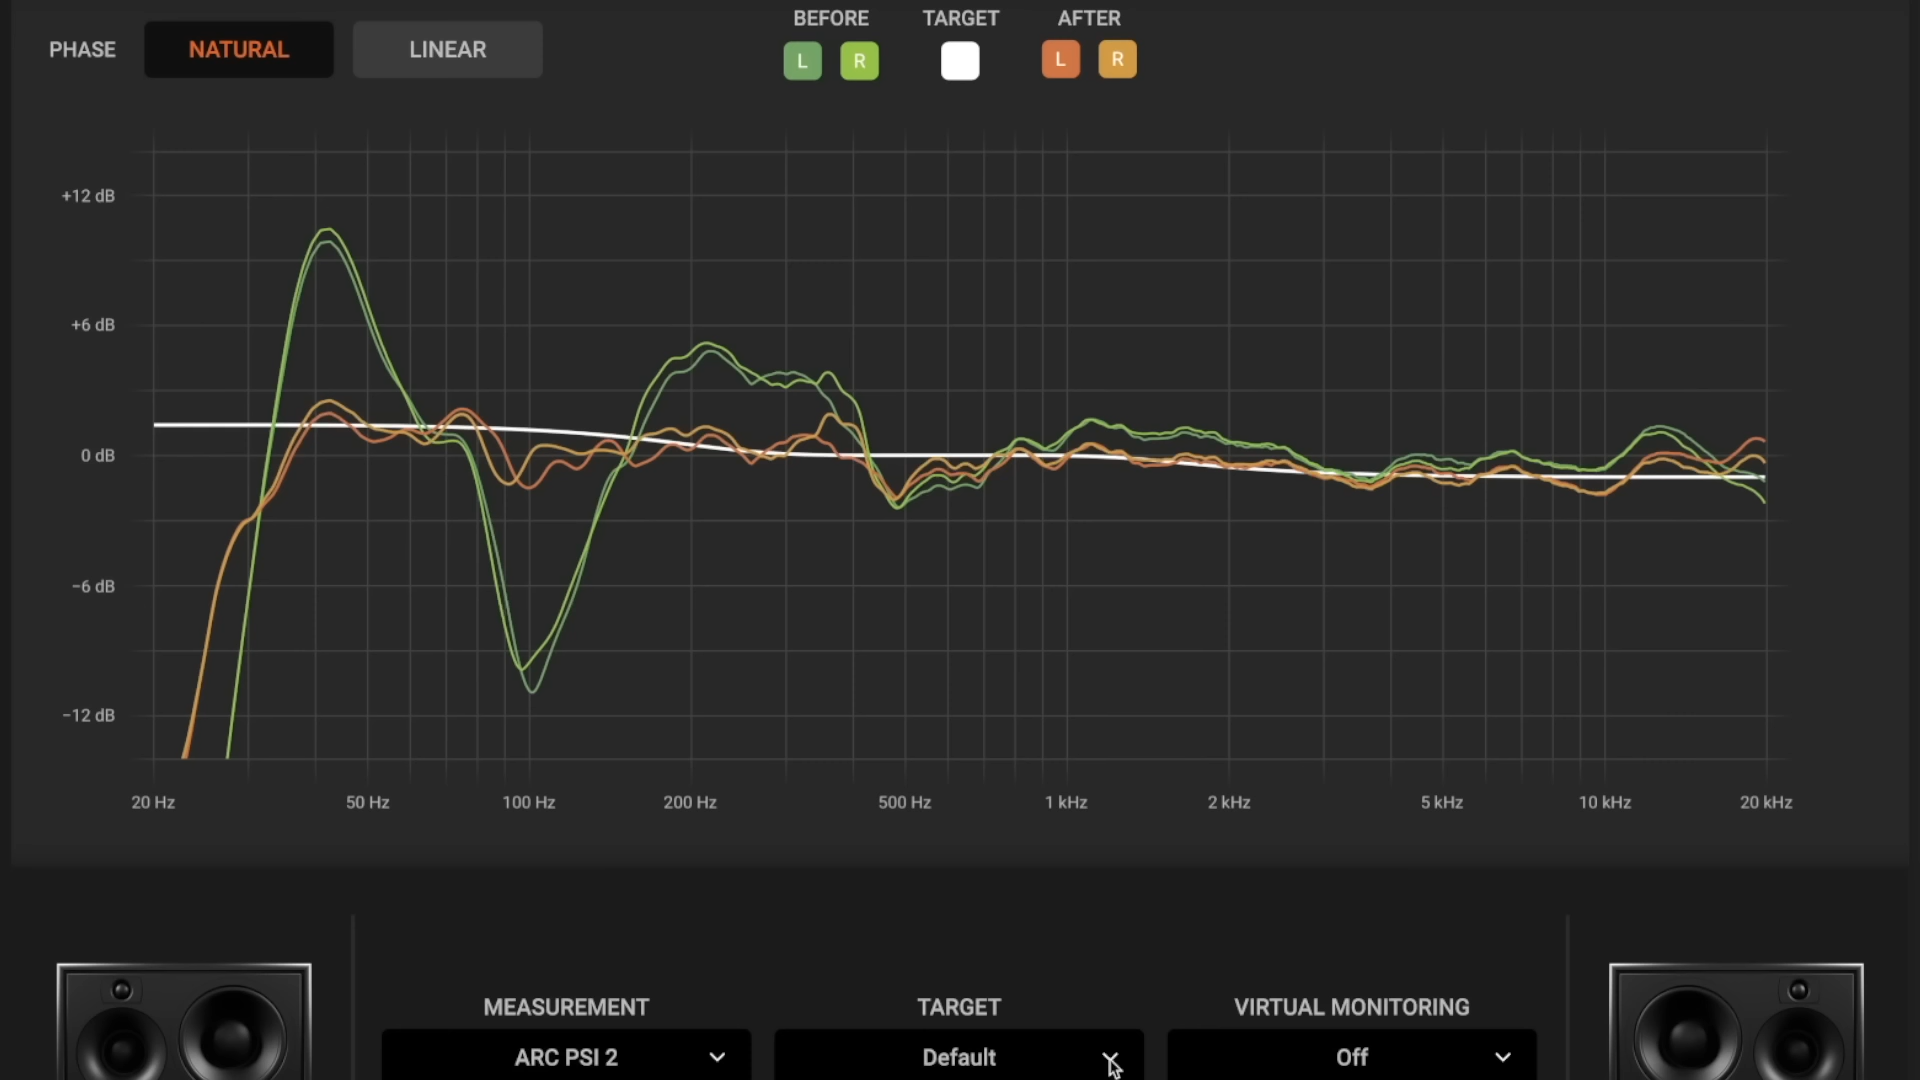 PHASE NATURAL LINEAR
BEFORE TARGET AFTER
L R L R
+12 dB
+6 dB
0 dB
−6 dB
−12 dB
20 Hz 50 Hz 100 Hz 200 Hz 500 Hz 1 kHz 2 kHz 5 kHz 10 kHz 20 kHz
MEASUREMENT TARGET VIRTUAL MONITORING
ARC PSI 2 Default Off